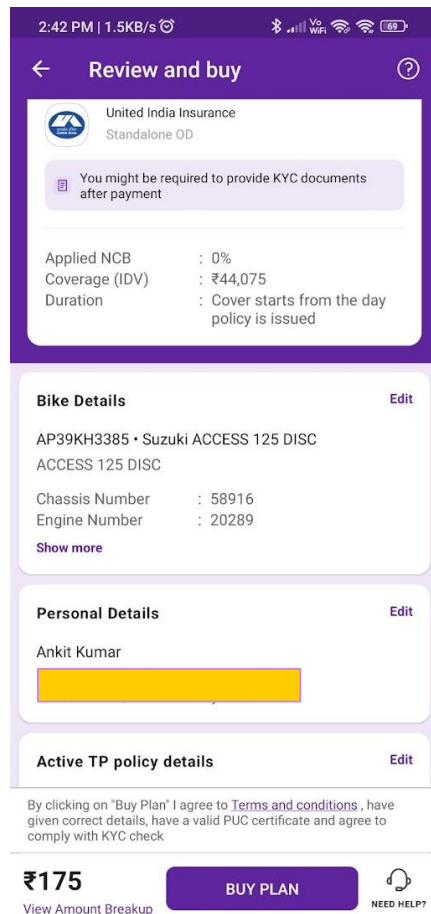 2:42 PM | 1.5KB/s
Vo
WiFi
69
Review and buy
United India Insurance
Standalone OD
You might be required to provide KYC documents
after payment
Applied NCB : 0%
Coverage (IDV) : ₹44,075
Duration : Cover starts from the day
policy is issued
Bike Details Edit
AP39KH3385 • Suzuki ACCESS 125 DISC
ACCESS 125 DISC
Chassis Number : 58916
Engine Number : 20289
Show more
Personal Details Edit
Ankit Kumar
Active TP policy details Edit
By clicking on "Buy Plan" I agree to Terms and conditions , have
given correct details, have a valid PUC certificate and agree to
comply with KYC check
₹175
View Amount Breakup
BUY PLAN
NEED HELP?